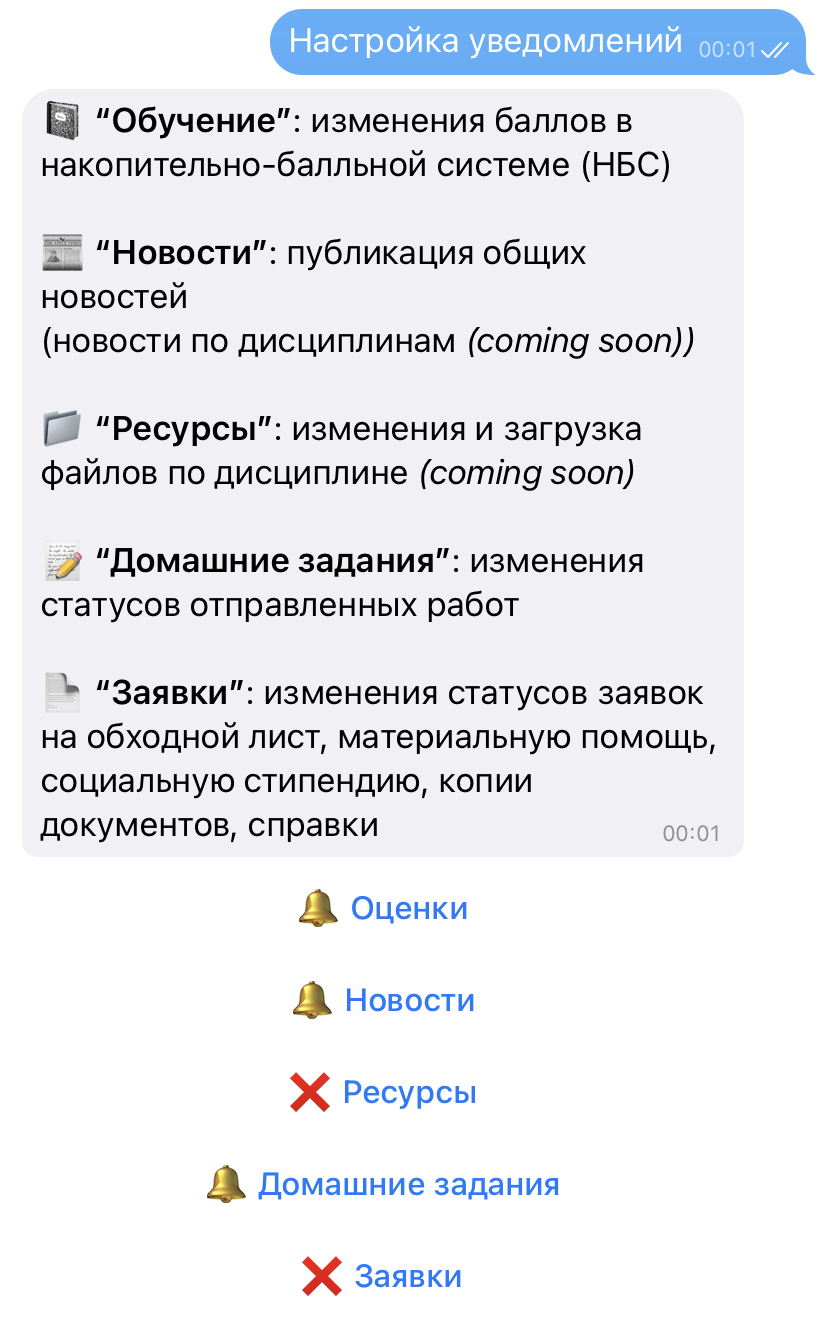 Настройка уведомлений 00:01
“Обучение”: изменения баллов в
накопительно-балльной системе (НБС)
“Новости”: публикация общих
новостей
(новости по дисциплинам (coming soon))
“Ресурсы”: изменения и загрузка
файлов по дисциплине (coming soon)
“Домашние задания”: изменения
статусов отправленных работ
“Заявки”: изменения статусов заявок
на обходной лист, материальную помощь,
социальную стипендию, копии
документов, справки 00:01
Оценки
Новости
Ресурсы
Домашние задания
Заявки